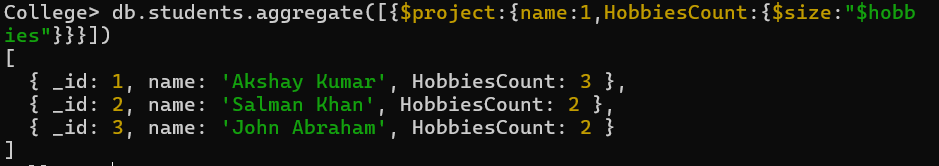 College> db.students.aggregate([{$project:{name:1,HobbiesCount:{$size:"$hobb
ies"}}}])
[
  { _id: 1, name: 'Akshay Kumar', HobbiesCount: 3 },
  { _id: 2, name: 'Salman Khan', HobbiesCount: 2 },
  { _id: 3, name: 'John Abraham', HobbiesCount: 2 }
]